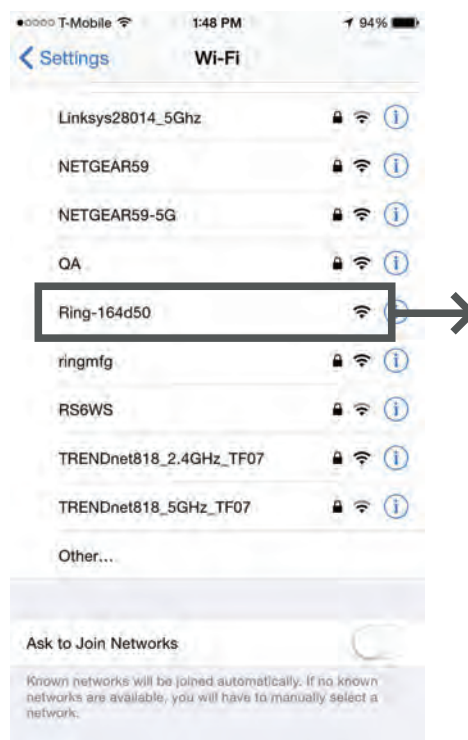 T-Mobile 1:48 PM 94%
Settings Wi-Fi
Linksys28014_5Ghz
NETGEAR59
NETGEAR59-5G
QA
Ring-164d50
ringmfg
RS6WS
TRENDnet818_2.4GHz_TF07
TRENDnet818_5GHz_TF07
Other...
Ask to Join Networks
Known networks will be joined automatically. If no known
networks are available, you will have to manually select a
network.